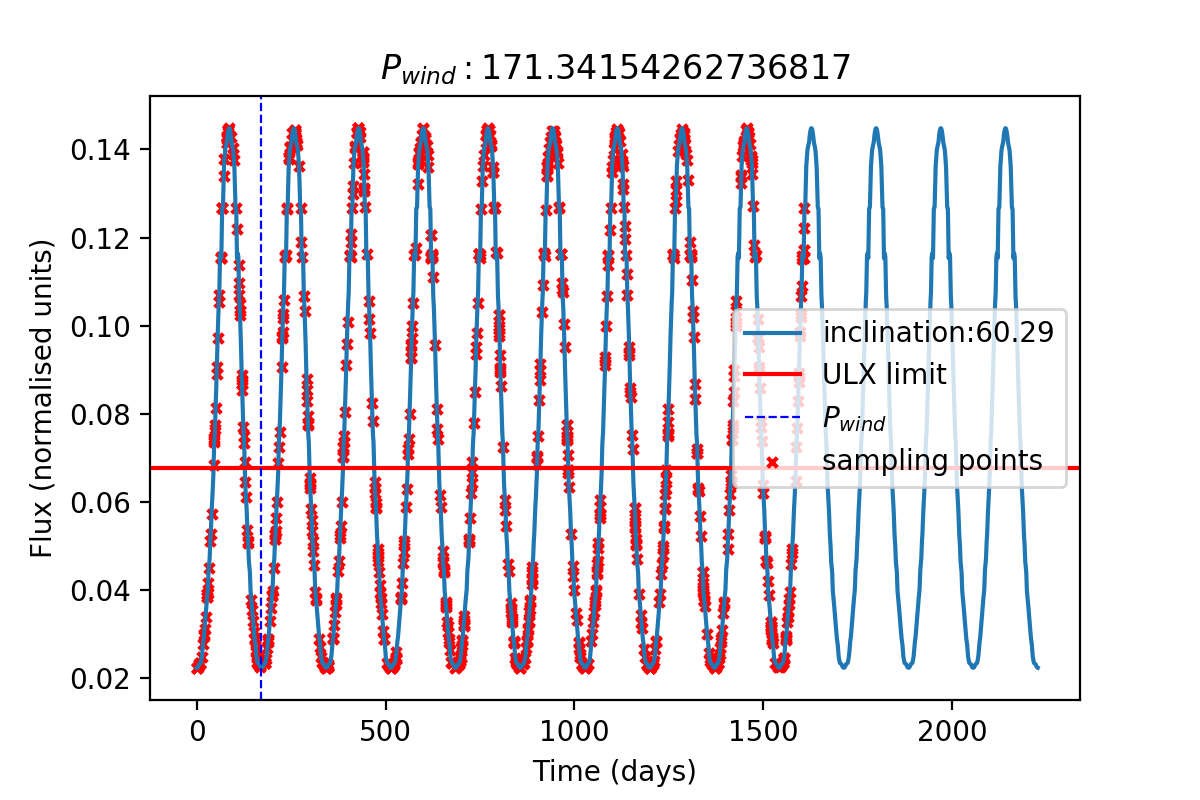 P_wind : 171.34154262736817
Flux (normalised units)
0.14
0.12
0.10
0.08
0.06
0.04
0.02
inclination:60.29
ULX limit
P_wind
sampling points
0
500
1000
1500
2000
Time (days)